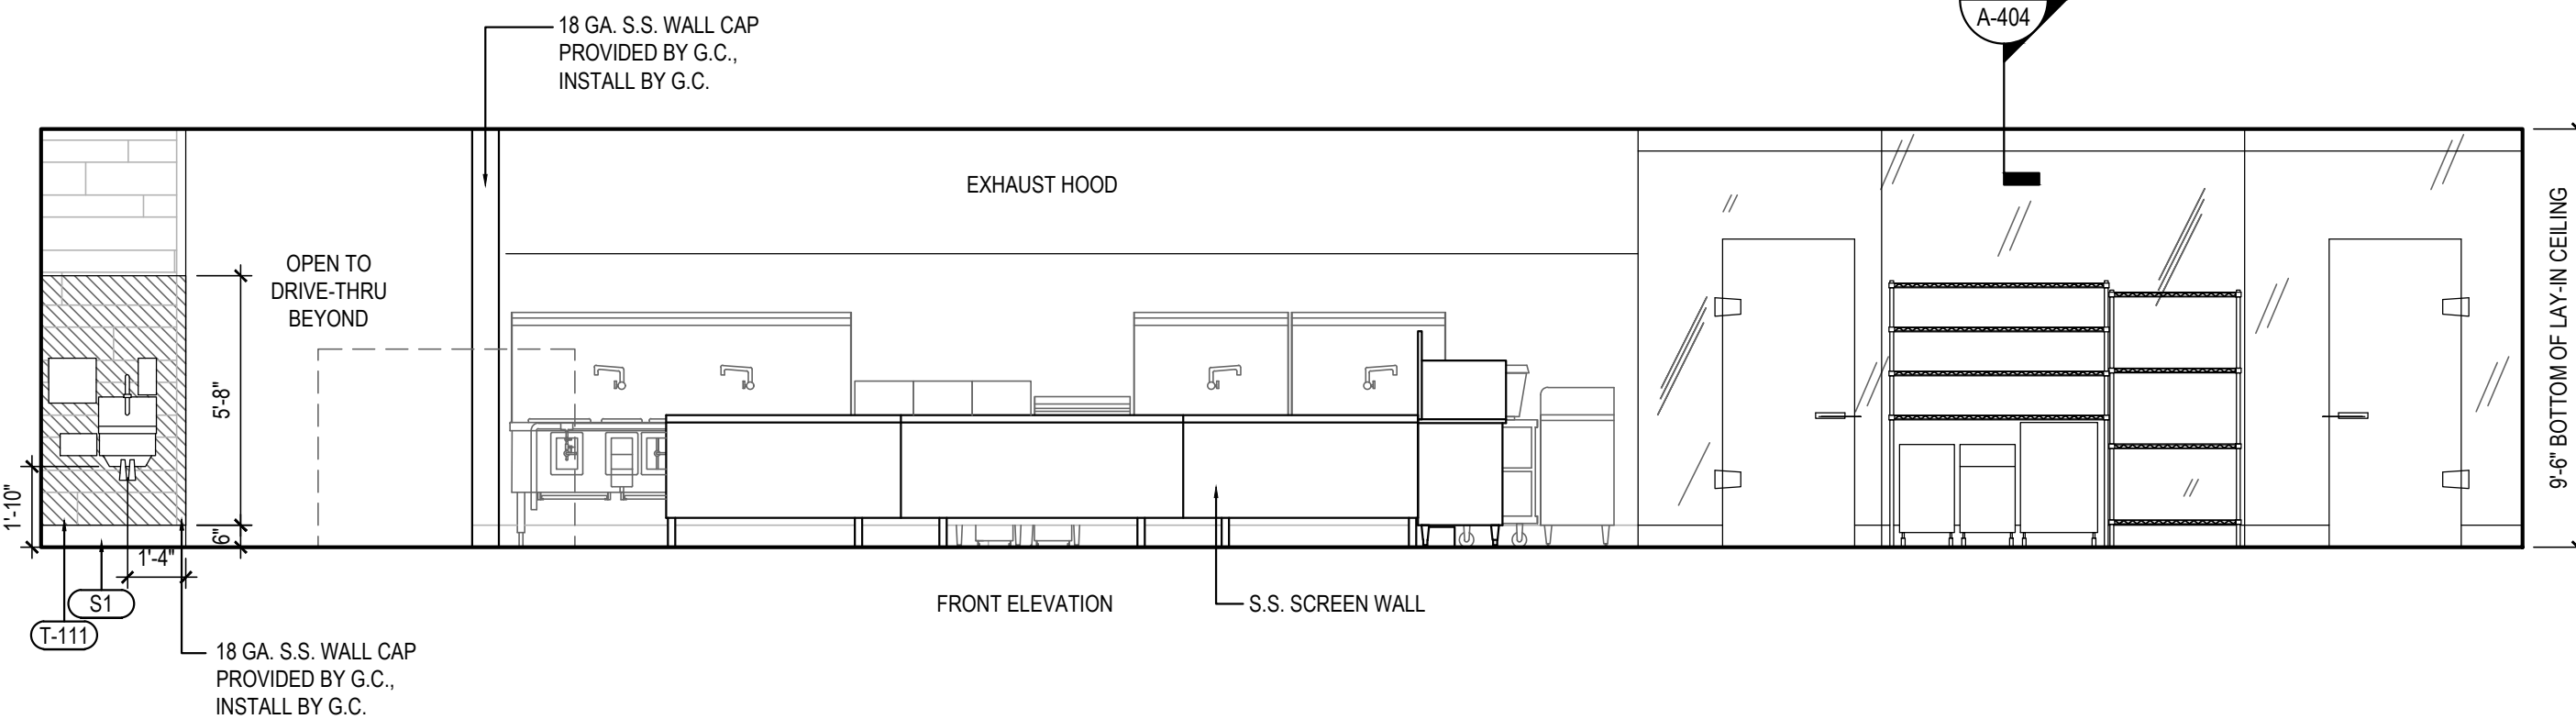 18 GA. S.S. WALL CAP
PROVIDED BY G.C.,
INSTALL BY G.C.
A-404
EXHAUST HOOD
OPEN TO
DRIVE-THRU
BEYOND
9'-6" BOTTOM OF LAY-IN CEILING
5'-8"
1'-10"
6"
1'-4"
S1
T-111
FRONT ELEVATION
S.S. SCREEN WALL
18 GA. S.S. WALL CAP
PROVIDED BY G.C.,
INSTALL BY G.C.